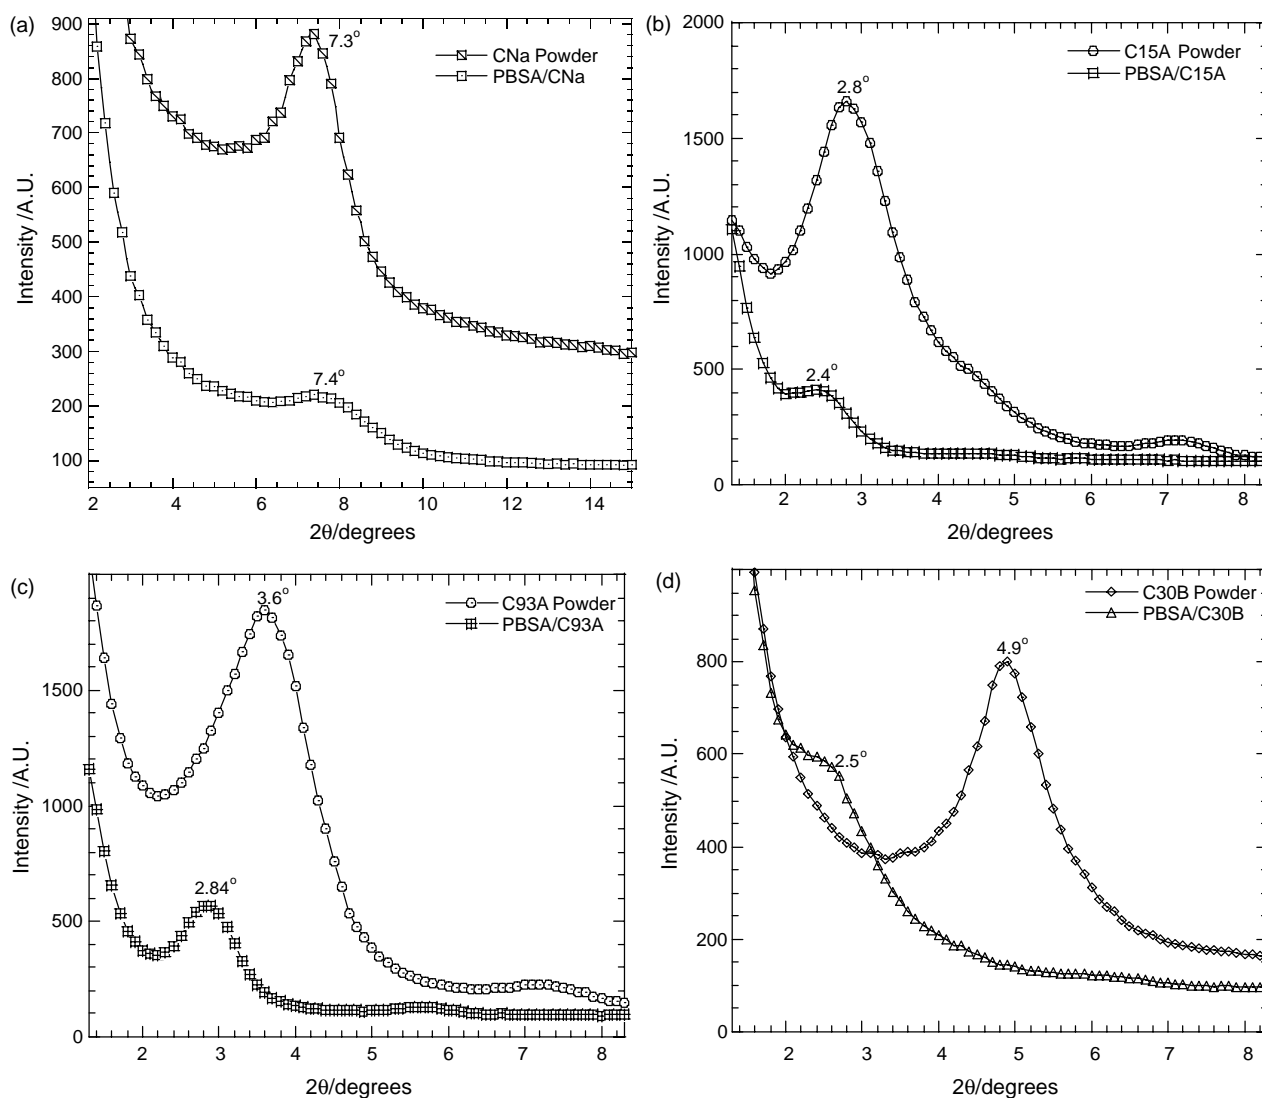 (a)
900
800
700
600
500
400
300
200
100
Intensity /A.U.
7.3°
CNa Powder
PBSA/CNa
7.4°
2 4 6 8 10 12 14
2θ/degrees
(b)
2000
1500
1000
500
0
Intensity /A.U.
2.8°
C15A Powder
PBSA/C15A
2.4°
2 3 4 5 6 7 8
2θ/degrees
(c)
1500
1000
500
0
Intensity /A.U.
3.6°
C93A Powder
PBSA/C93A
2.84°
2 3 4 5 6 7 8
2θ/degrees
(d)
800
600
400
200
0
Intensity /A.U.
C30B Powder
PBSA/C30B
4.9°
2.5°
2 3 4 5 6 7 8
2θ/degrees